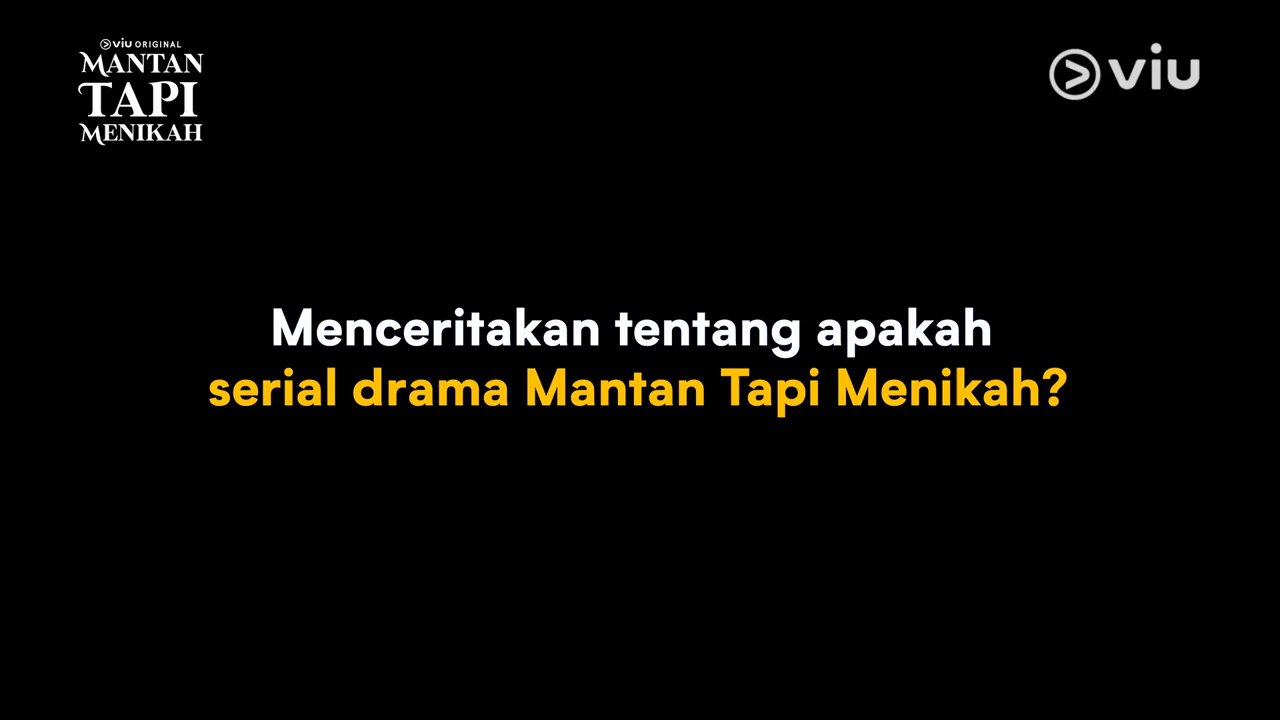 viu ORIGINAL
MANTAN
TAPI
MENIKAH
viu
Menceritakan tentang apakah
serial drama Mantan Tapi Menikah?